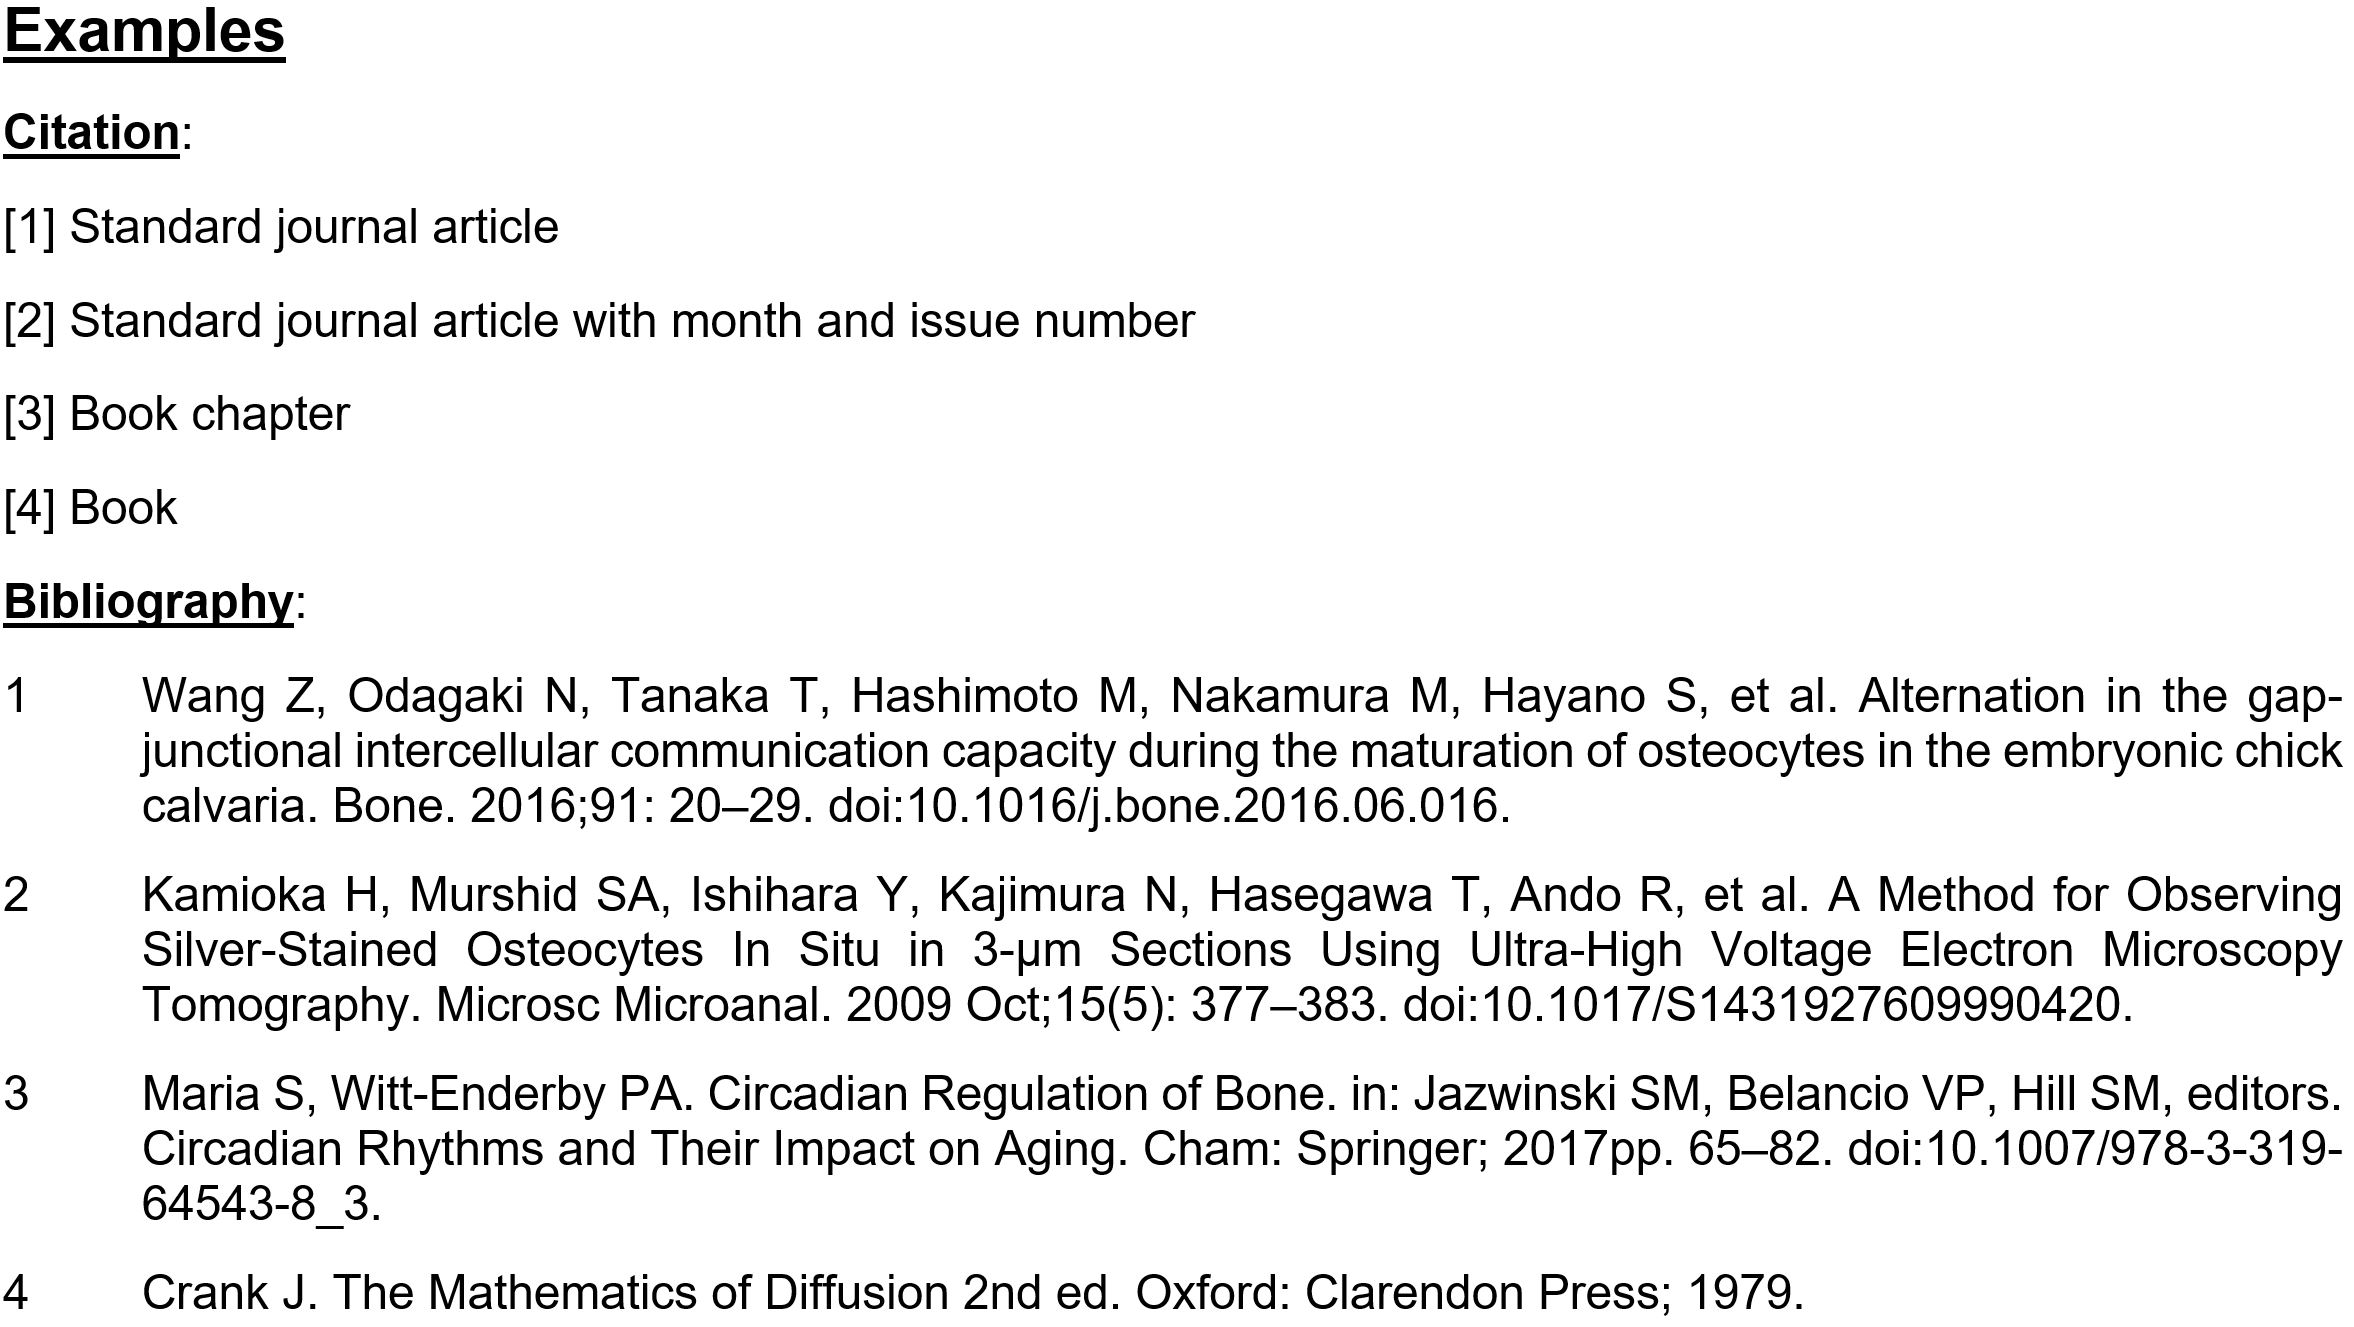 Examples
Citation:
[1] Standard journal article
[2] Standard journal article with month and issue number
[3] Book chapter
[4] Book
Bibliography:
1 Wang Z, Odagaki N, Tanaka T, Hashimoto M, Nakamura M, Hayano S, et al. Alternation in the gap-
junctional intercellular communication capacity during the maturation of osteocytes in the embryonic chick
calvaria. Bone. 2016;91: 20–29. doi:10.1016/j.bone.2016.06.016.
2 Kamioka H, Murshid SA, Ishihara Y, Kajimura N, Hasegawa T, Ando R, et al. A Method for Observing
Silver-Stained Osteocytes In Situ in 3-μm Sections Using Ultra-High Voltage Electron Microscopy
Tomography. Microsc Microanal. 2009 Oct;15(5): 377–383. doi:10.1017/S1431927609990420.
3 Maria S, Witt-Enderby PA. Circadian Regulation of Bone. in: Jazwinski SM, Belancio VP, Hill SM, editors.
Circadian Rhythms and Their Impact on Aging. Cham: Springer; 2017pp. 65–82. doi:10.1007/978-3-319-
64543-8_3.
4 Crank J. The Mathematics of Diffusion 2nd ed. Oxford: Clarendon Press; 1979.